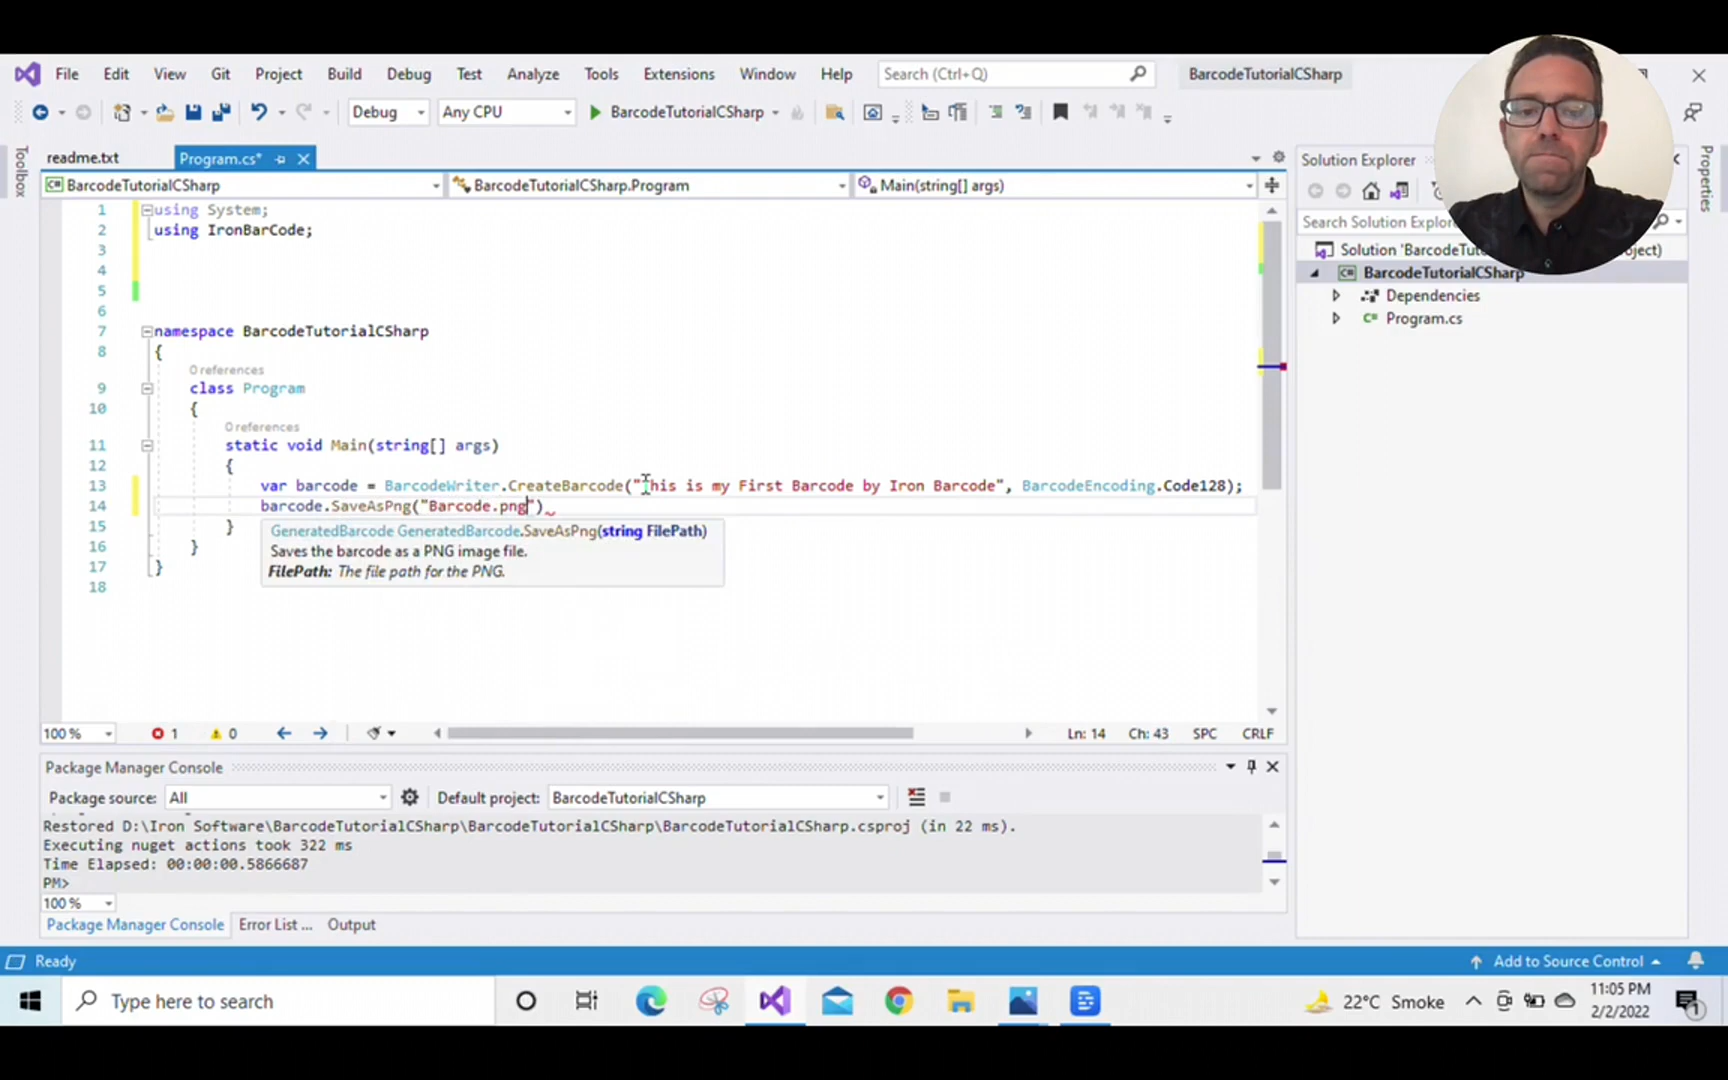 File Edit View Git Project Build Debug Test Analyze Tools Extensions Window Help Search (Ctrl+Q) BarcodeTutorialCSharp
Debug Any CPU BarcodeTutorialCSharp
Toolbox
readme.txt Program.cs*
BarcodeTutorialCSharp BarcodeTutorialCSharp.Program Main(string[] args)
1 using System;
2 using IronBarCode;
3
4
5
6
7 namespace BarcodeTutorialCSharp
8 {
0 references
9 class Program
10 {
0 references
11 static void Main(string[] args)
12 {
13 var barcode = BarcodeWriter.CreateBarcode("This is my First Barcode by Iron Barcode", BarcodeEncoding.Code128);
14 barcode.SaveAsPng("Barcode.png")
15 }
GeneratedBarcode GeneratedBarcode.SaveAsPng(string FilePath)
16 }
Saves the barcode as a PNG image file.
17 }
FilePath: The file path for the PNG.
18
100 % 1 0 Ln: 14 Ch: 43 SPC CRLF
Solution Explorer
Search Solution Explor
Solution 'BarcodeTut
BarcodeTutorialCSharp
Dependencies
C# Program.cs
Properties
Package Manager Console
Package source: All Default project: BarcodeTutorialCSharp
Restored D:\Iron Software\BarcodeTutorialCSharp\BarcodeTutorialCSharp\BarcodeTutorialCSharp.csproj (in 22 ms).
Executing nuget actions took 322 ms
Time Elapsed: 00:00:00.5866687
PM>
100 %
Package Manager Console Error List ... Output
Ready Add to Source Control
Type here to search 22°C Smoke 11:05 PM
2/2/2022 1